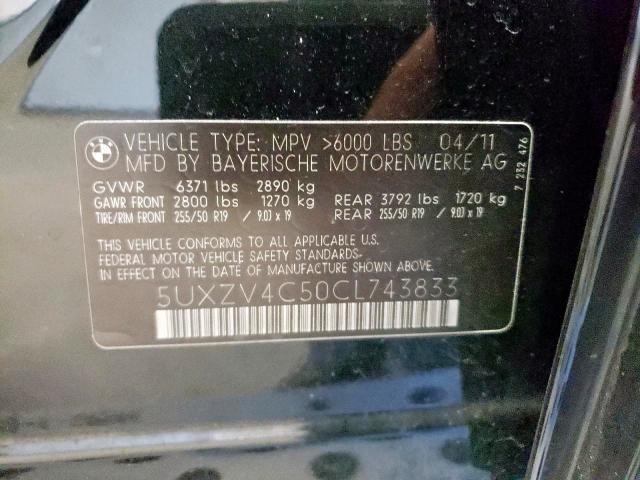 BMW
VEHICLE TYPE: MPV >6000 LBS 04/11
MFD BY BAYERISCHE MOTORENWERKE AG
GVWR 6371 lbs 2890 kg
GAWR FRONT 2800 lbs 1270 kg REAR 3792 lbs 1720 kg
TIRE/RIM FRONT 255/50 R19 / 9.0J x 19 REAR 255/50 R19 / 9.0J x 19
THIS VEHICLE CONFORMS TO ALL APPLICABLE U.S.
FEDERAL MOTOR VEHICLE SAFETY STANDARDS
IN EFFECT ON THE DATE OF
MANUFACTURE SHOWN ABOVE.
5UXZV4C50CL743833
7 232 476